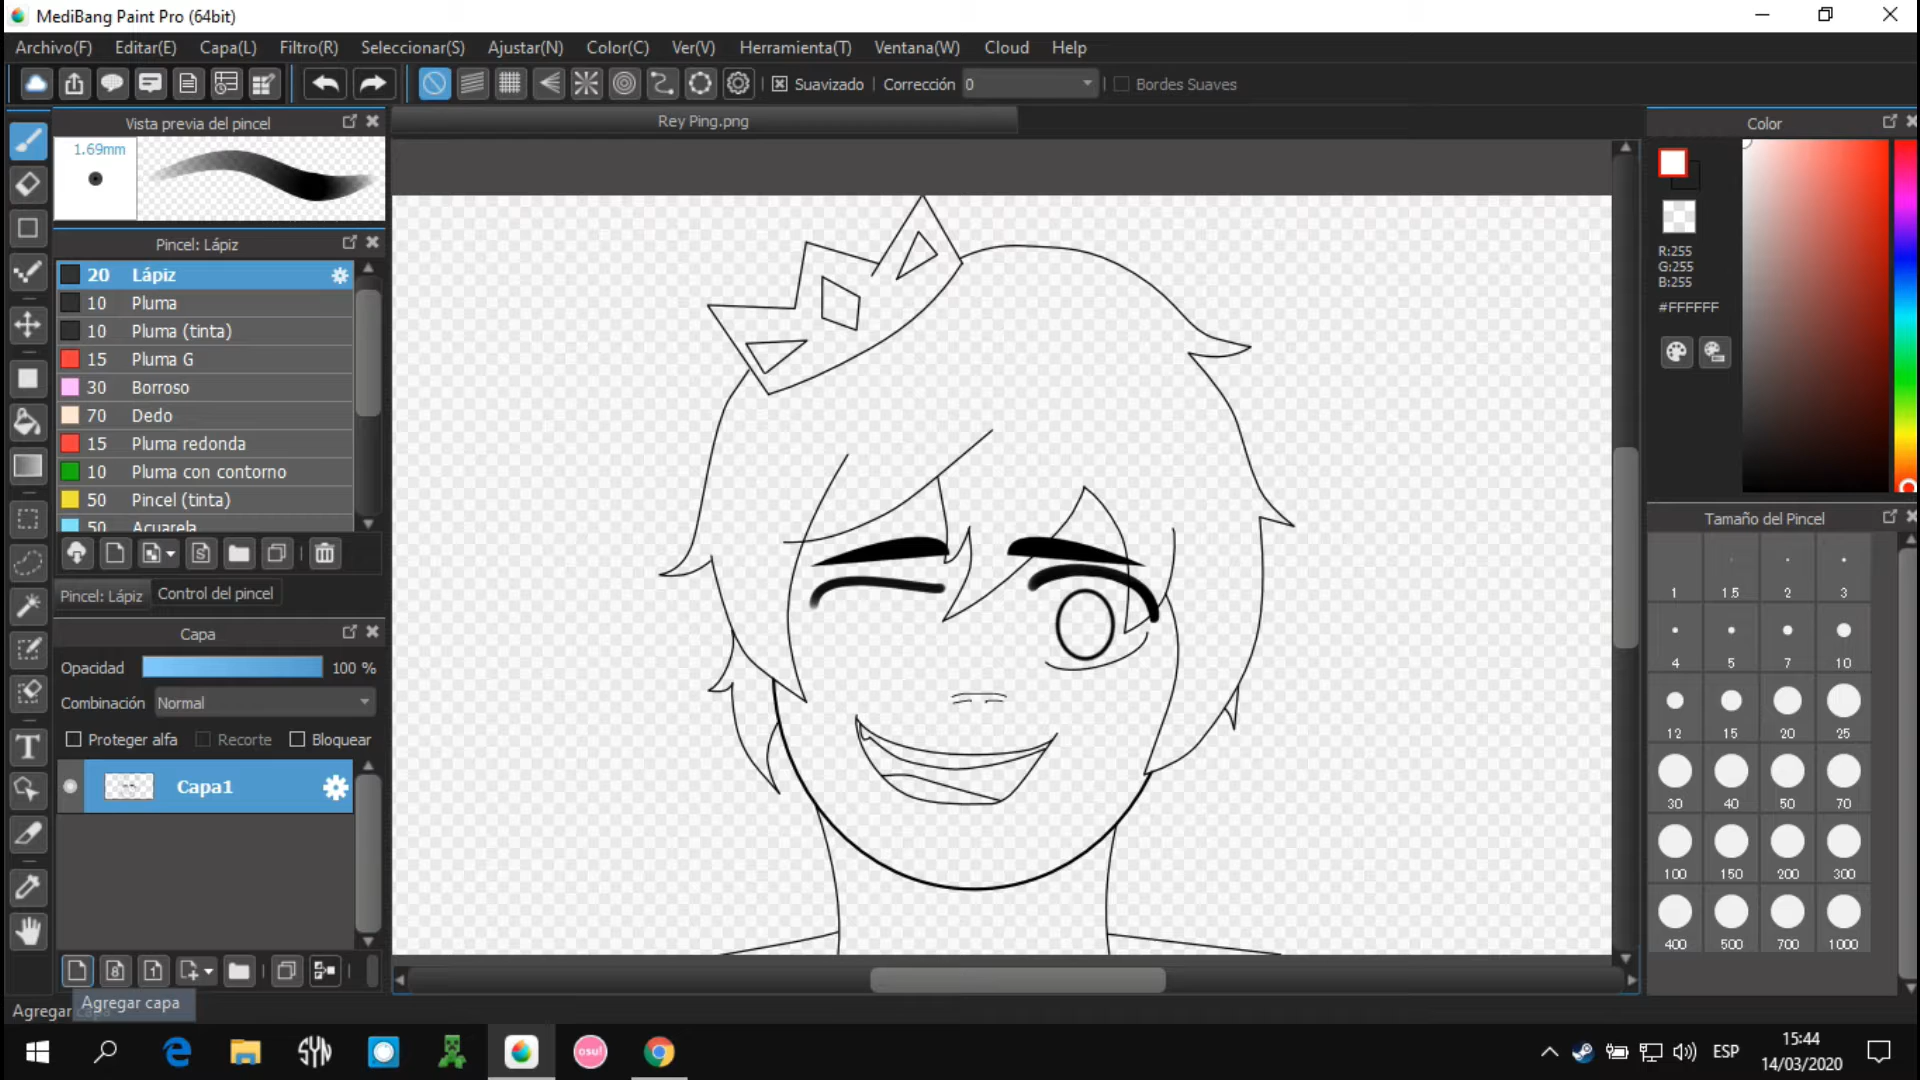 MediBang Paint Pro (64bit)
Archivo(F) Editar(E) Capa(L) Filtro(R) Seleccionar(S) Ajustar(N) Color(C) Ver(V) Herramienta(T) Ventana(W) Cloud Help
Suavizado Corrección 0 Bordes Suaves
Vista previa del pincel
Rey Ping.png
Color
1.69mm
Pincel: Lápiz
20 Lápiz
10 Pluma
10 Pluma (tinta)
15 Pluma G
30 Borroso
70 Dedo
15 Pluma redonda
10 Pluma con contorno
50 Pincel (tinta)
50 Acuarela
R:255
G:255
B:255
#FFFFFF
Pincel: Lápiz Control del pincel
Tamaño del Pincel
1 1.5 2 3
4 5 7 10
12 15 20 25
30 40 50 70
100 150 200 300
400 500 700 1000
Capa
Opacidad 100 %
Combinación Normal
Proteger alfa Recorte Bloquear
Capa1
Agregar capa
Agregar
SYN
osu!
ESP
15:44
14/03/2020